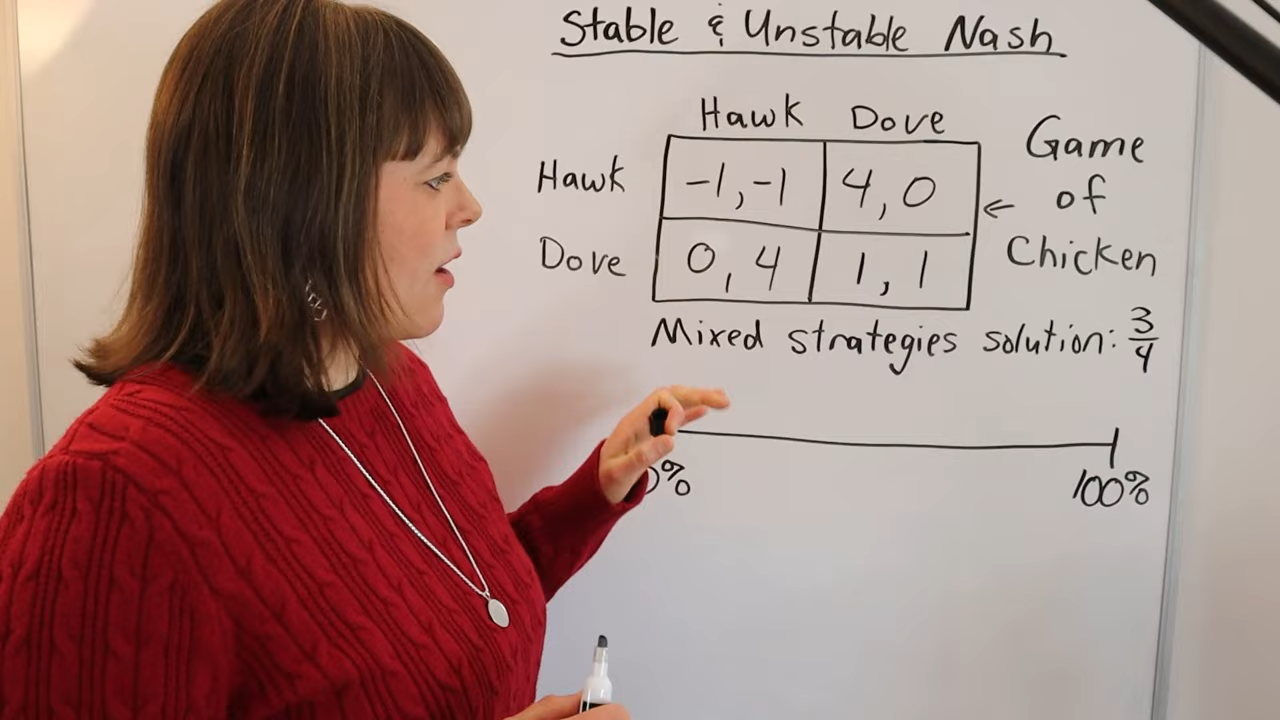 Stable & Unstable Nash
Hawk Dove
Hawk -1,-1 4,0
Dove 0,4 1,1
← Game of Chicken
Mixed strategies solution: 3/4
0% 100%